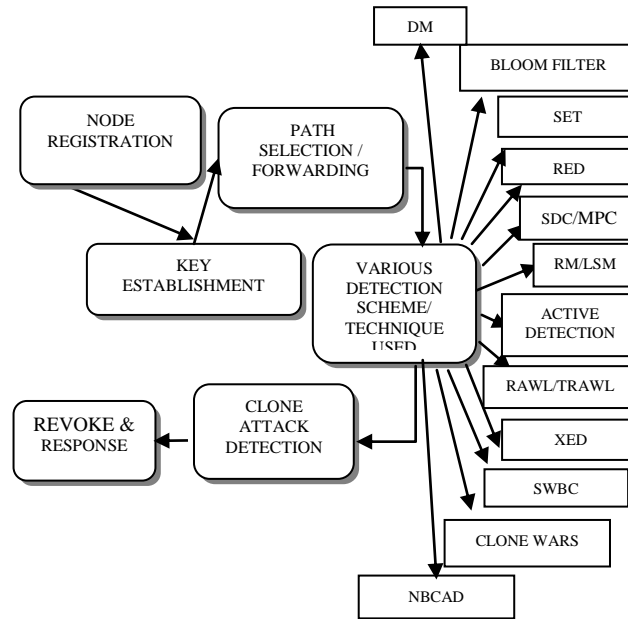 DM
BLOOM FILTER
SET
RED
SDC/MPC
RM/LSM
ACTIVE
DETECTION
RAWL/TRAWL
XED
SWBC
CLONE WARS
NBCAD
NODE
REGISTRATION
KEY
ESTABLISHMENT
PATH
SELECTION /
FORWARDING
VARIOUS
DETECTION
SCHEME/
TECHNIQUE
USED
CLONE
ATTACK
DETECTION
REVOKE &
RESPONSE